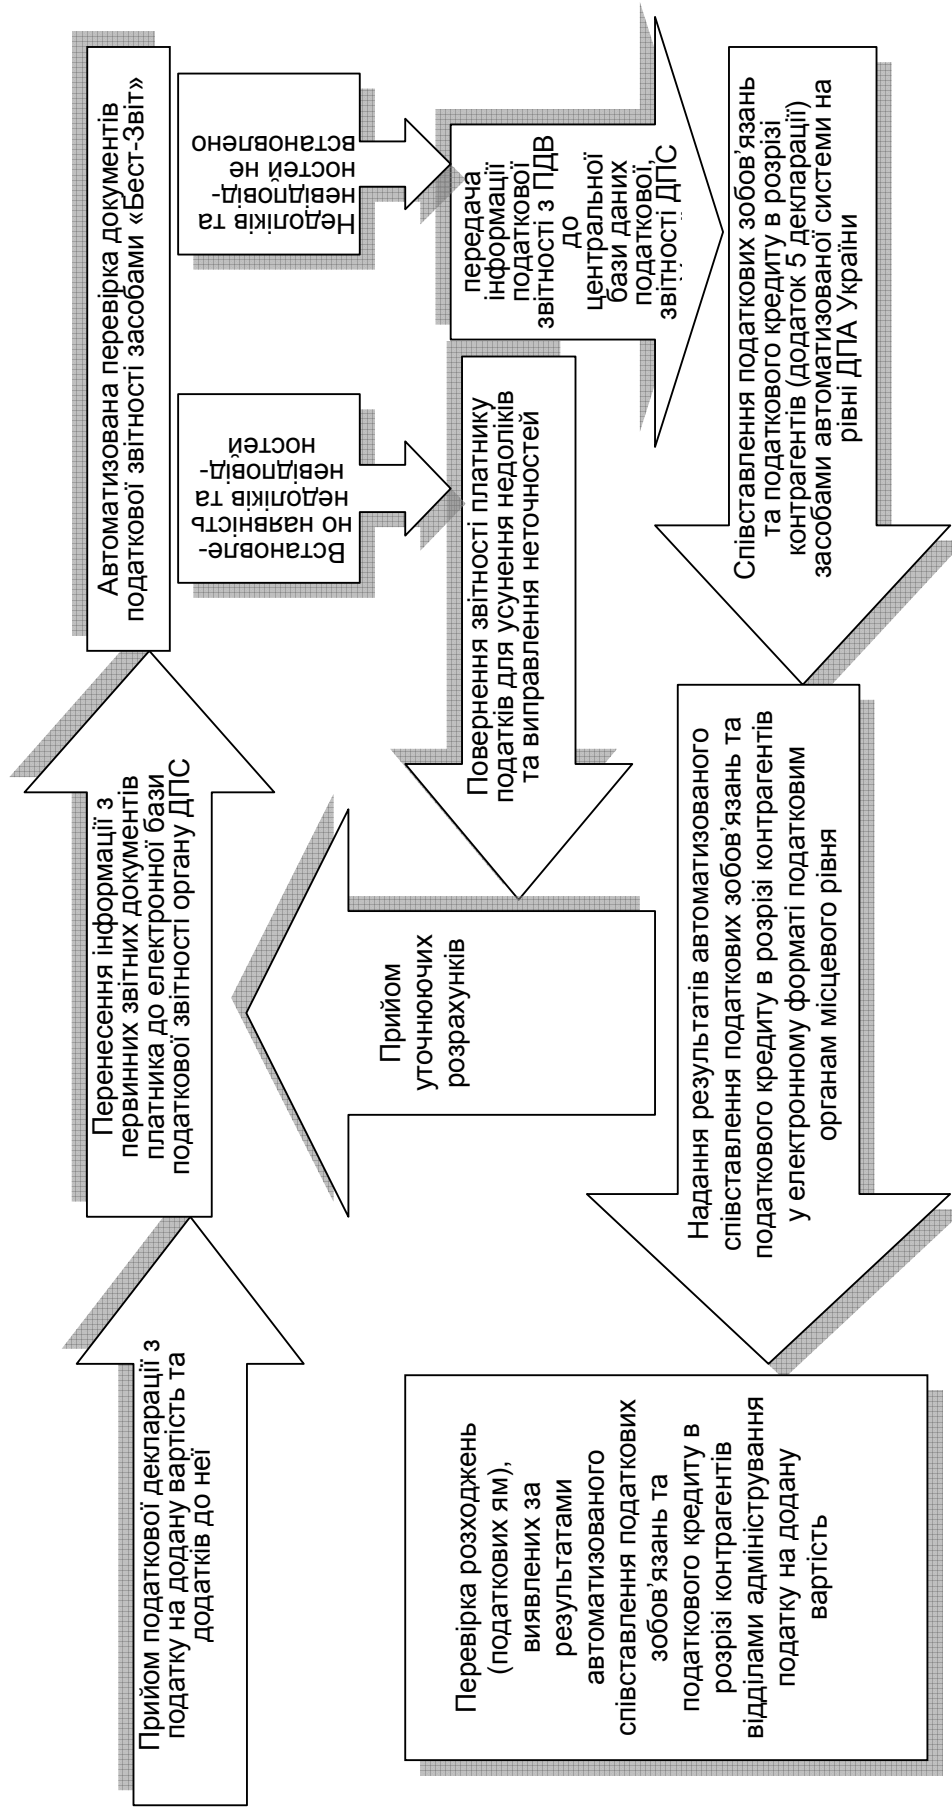 Прийом податкової декларації з
податку на додану вартість та
додатків до неї
Перенесення інформації з
первинних звітних документів
платника до електронної бази
податкової звітності органу ДПС
Автоматизована перевірка документів
податкової звітності засобами «Бест-Звіт»
Встановле-
но наявність
недоліків та
невідповід-
ностей
Недоліків та
невідповід-
ностей не
встановлено
Прийом
уточнюючих
розрахунків
Повернення звітності платнику
податків для усунення недоліків
та виправлення неточностей
передача
інформації
податкової
звітності з ПДВ
до
центральної
бази даних
податкової
звітності ДПС
Співставлення податкових зобов’язань
та податкового кредиту в розрізі
контрагентів (додаток 5 декларації)
засобами автоматизованої системи на
рівні ДПА України
Надання результатів автоматизованого
співставлення податкових зобов’язань та
податкового кредиту в розрізі контрагентів
у електронному форматі податковим
органам місцевого рівня
Перевірка розходжень
(податкових ям),
виявлених за
результатами
автоматизованого
співставлення податкових
зобов’язань та
податкового кредиту в
розрізі контрагентів
відділами адміністрування
податку на додану
вартість